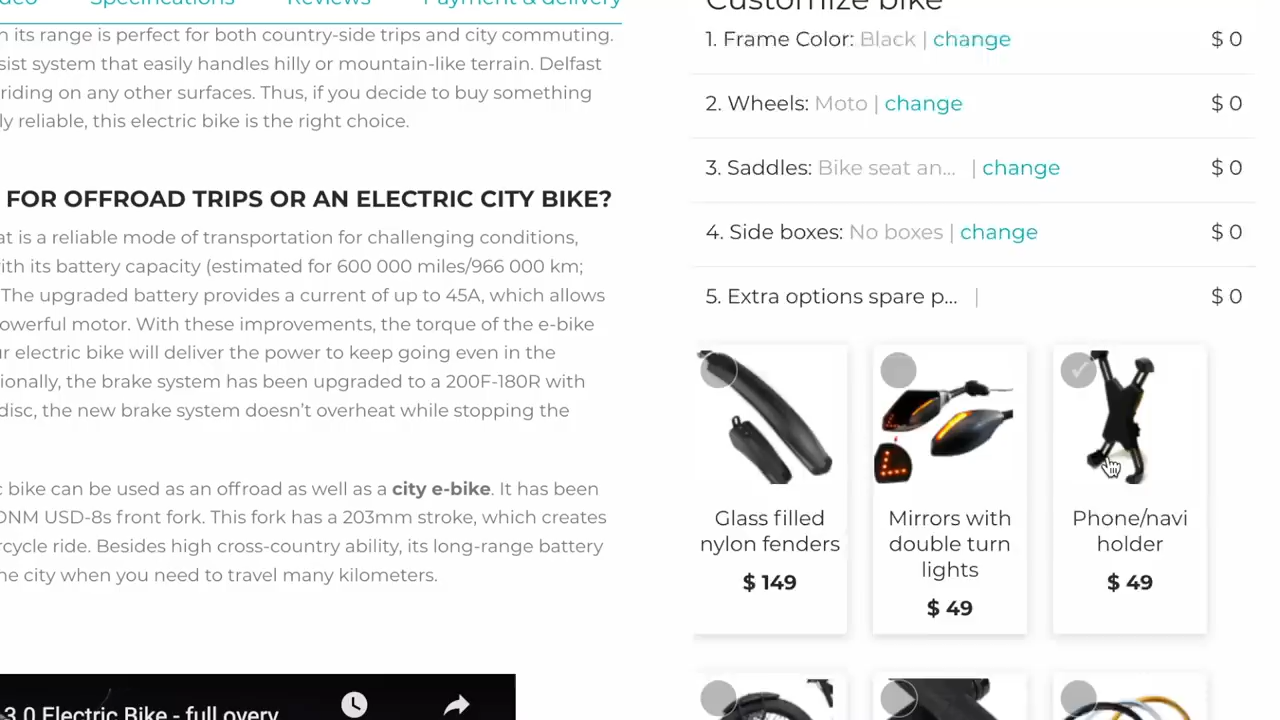 Specifications
Reviews
Payment & delivery
n its range is perfect for both country-side trips and city commuting.
sist system that easily handles hilly or mountain-like terrain. Delfast
riding on any other surfaces. Thus, if you decide to buy something
ly reliable, this electric bike is the right choice.
FOR OFFROAD TRIPS OR AN ELECTRIC CITY BIKE?
at is a reliable mode of transportation for challenging conditions,
ith its battery capacity (estimated for 600 000 miles/966 000 km;
The upgraded battery provides a current of up to 45A, which allows
owerful motor. With these improvements, the torque of the e-bike
ur electric bike will deliver the power to keep going even in the
ionally, the brake system has been upgraded to a 200F-180R with
disc, the new brake system doesn't overheat while stopping the
c bike can be used as an offroad as well as a city e-bike. It has been
DNM USD-8s front fork. This fork has a 203mm stroke, which creates
rcycle ride. Besides high cross-country ability, its long-range battery
he city when you need to travel many kilometers.
3.0 Electric Bike - full overv
Customize bike
1. Frame Color: Black | change $ 0
2. Wheels: Moto | change $ 0
3. Saddles: Bike seat an... | change $ 0
4. Side boxes: No boxes | change $ 0
5. Extra options spare p... | $ 0
Glass filled
nylon fenders
$ 149
Mirrors with
double turn
lights
$ 49
Phone/navi
holder
$ 49